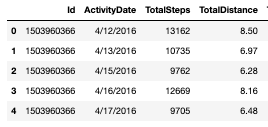 Id ActivityDate TotalSteps TotalDistance
0 1503960366 4/12/2016 13162 8.50
1 1503960366 4/13/2016 10735 6.97
2 1503960366 4/15/2016 9762 6.28
3 1503960366 4/16/2016 12669 8.16
4 1503960366 4/17/2016 9705 6.48